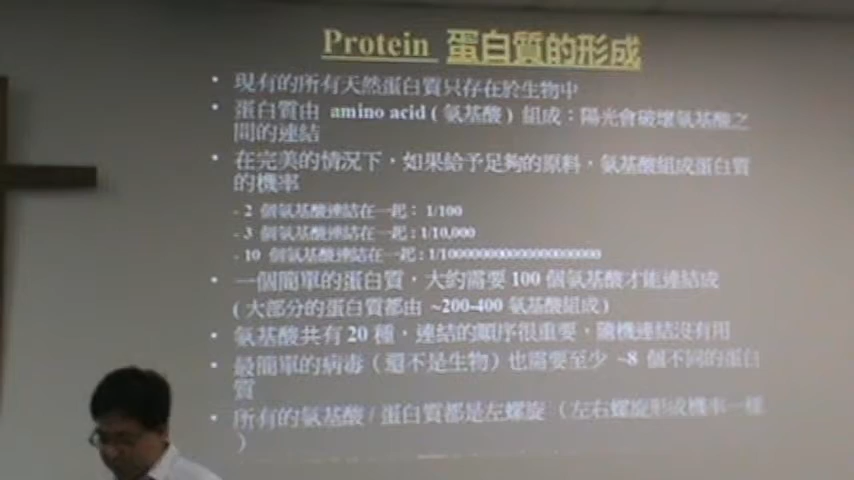 Protein 蛋白質的形成
• 現有的所有天然蛋白質只存在於生物中
• 蛋白質由 amino acid ( 氨基酸 ) 組成：陽光會破壞氨基酸之
間的連結
• 在完美的情況下，如果給予足夠的原料，氨基酸組成蛋白質
的機率
- 2 個氨基酸連結在一起： 1/100
- 3 個氨基酸連結在一起 : 1/10,000
- 10 個氨基酸連結在一起 :
• 一個簡單的蛋白質，大約需要 100 個氨基酸才能連結成
( 大部分的蛋白質都由 ~200-400 氨基酸組成 )
• 氨基酸共有 20 種，連結的順序很重要，隨機連結沒有用
• 最簡單的病毒（還不是生物）也需要至少 ~8 個不同的蛋白
質
• 所有的氨基酸 / 蛋白質都是左螺旋 （左右螺旋形成機率一樣
）